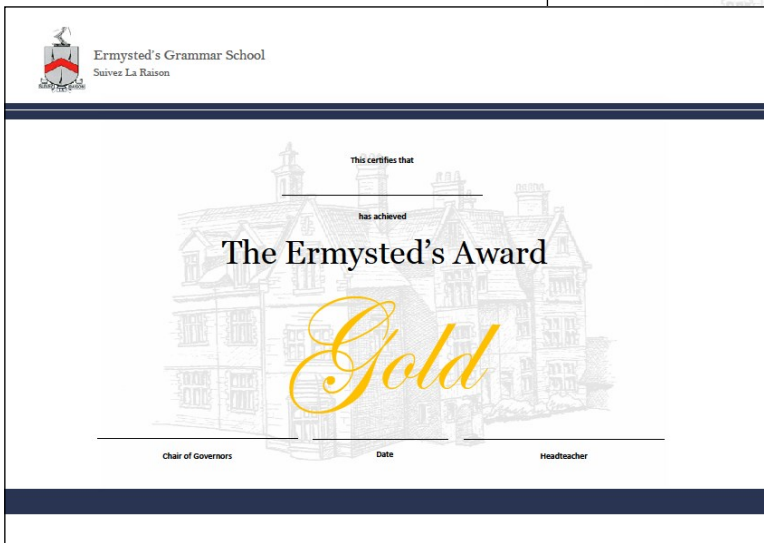 Ermysted's Grammar School
Suivez La Raison
This certifies that
has achieved
The Ermysted's Award
Gold
Chair of Governors
Date
Headteacher